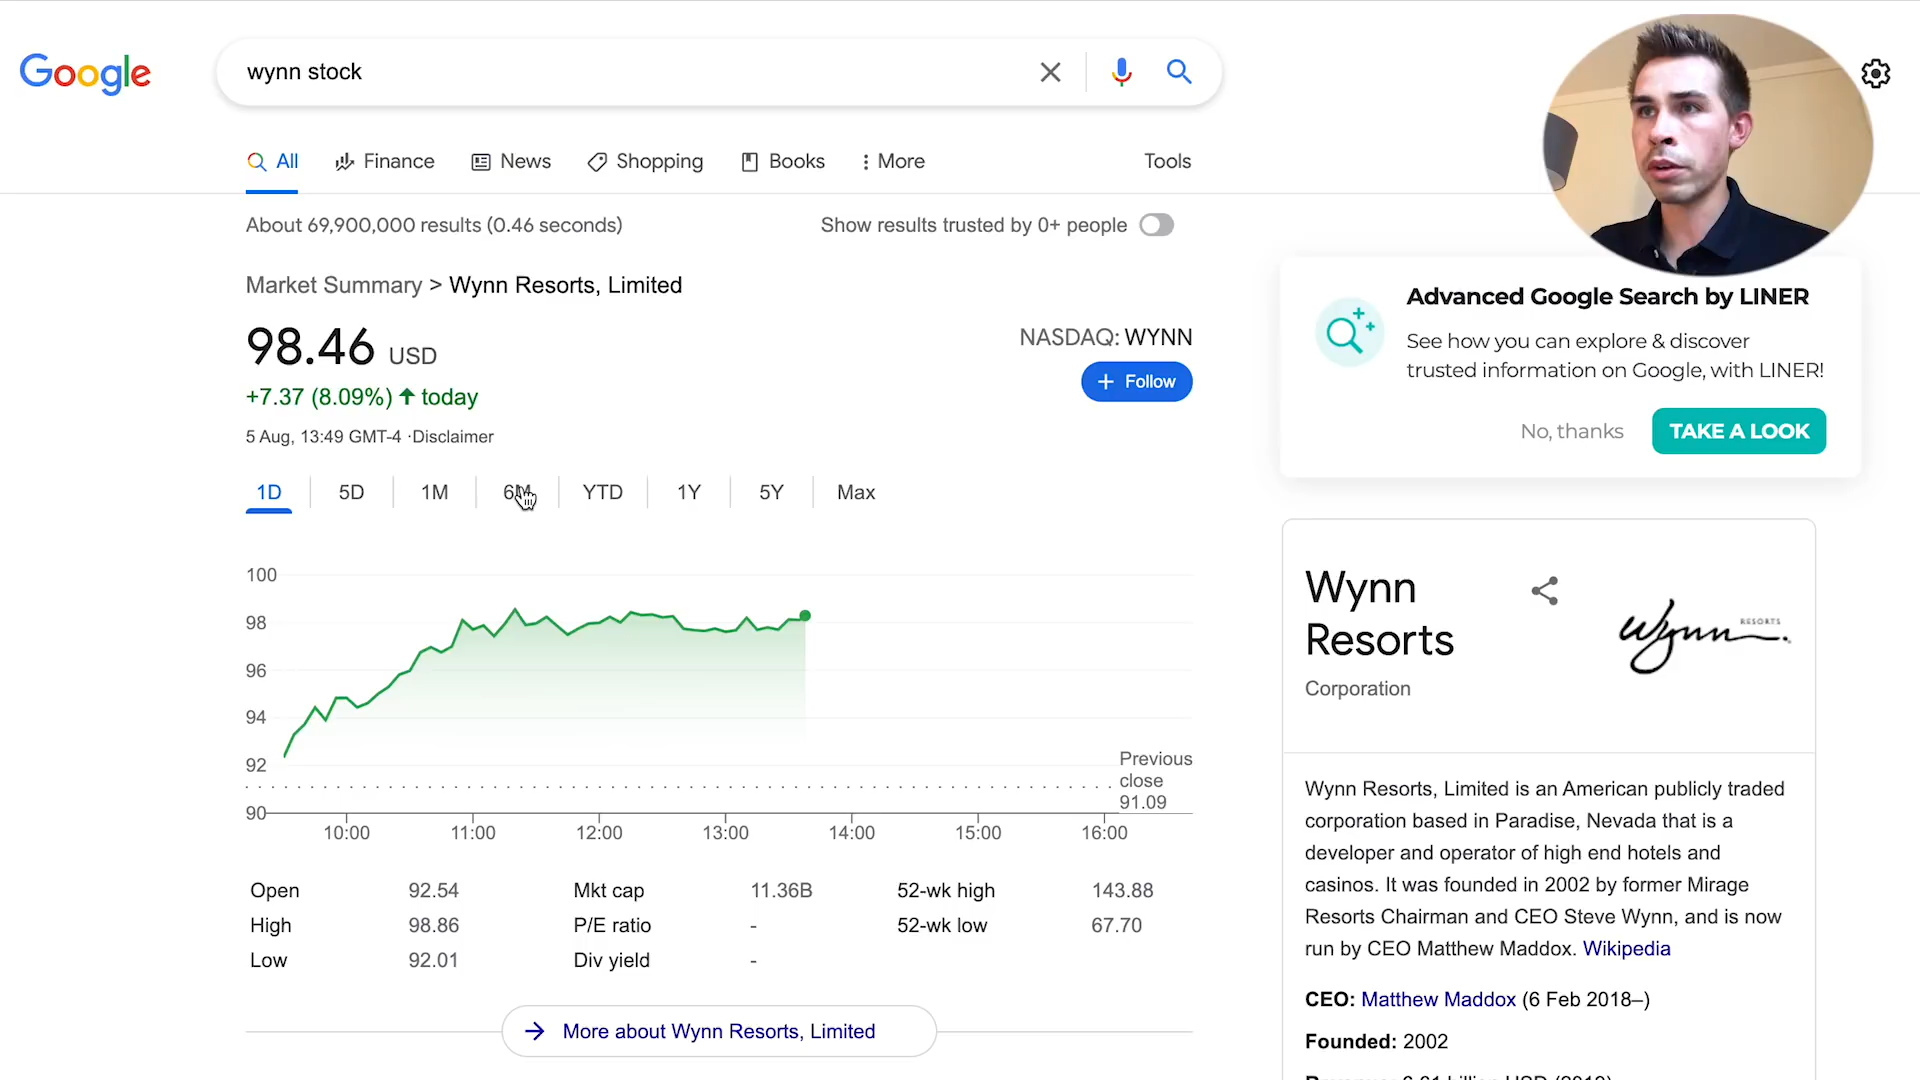 Google
wynn stock
All
Finance
News
Shopping
Books
More
Tools
About 69,900,000 results (0.46 seconds)
Show results trusted by 0+ people
Market Summary > Wynn Resorts, Limited
98.46 USD
NASDAQ: WYNN
+7.37 (8.09%) today
+ Follow
5 Aug, 13:49 GMT-4 ·Disclaimer
1D
5D
1M
6M
YTD
1Y
5Y
Max
100
98
96
94
92
90
Previous
close
91.09
10:00
11:00
12:00
13:00
14:00
15:00
16:00
Open 92.54 Mkt cap 11.36B 52-wk high 143.88
High 98.86 P/E ratio - 52-wk low 67.70
Low 92.01 Div yield -
More about Wynn Resorts, Limited
Advanced Google Search by LINER
See how you can explore & discover
trusted information on Google, with LINER!
No, thanks
TAKE A LOOK
Wynn
Resorts
Corporation
Wynn RESORTS
Wynn Resorts, Limited is an American publicly traded
corporation based in Paradise, Nevada that is a
developer and operator of high end hotels and
casinos. It was founded in 2002 by former Mirage
Resorts Chairman and CEO Steve Wynn, and is now
run by CEO Matthew Maddox. Wikipedia
CEO: Matthew Maddox (6 Feb 2018–)
Founded: 2002